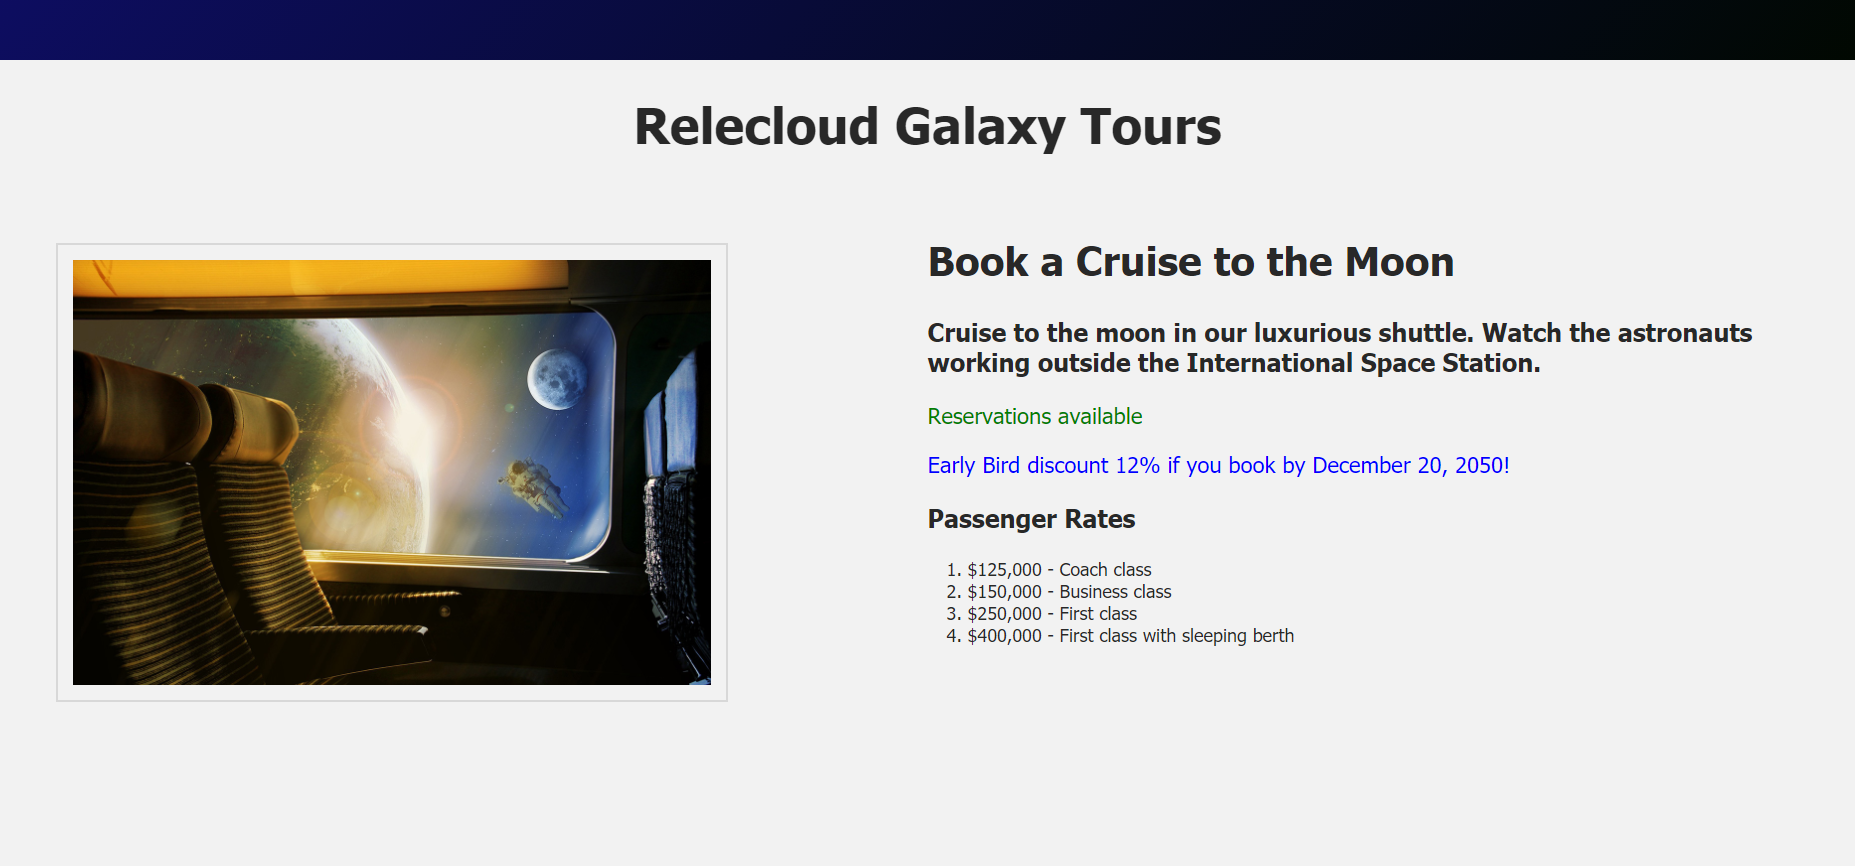 Relecloud Galaxy Tours
Book a Cruise to the Moon
Cruise to the moon in our luxurious shuttle. Watch the astronauts
working outside the International Space Station.
Reservations available
Early Bird discount 12% if you book by December 20, 2050!
Passenger Rates
1. $125,000 - Coach class
2. $150,000 - Business class
3. $250,000 - First class
4. $400,000 - First class with sleeping berth